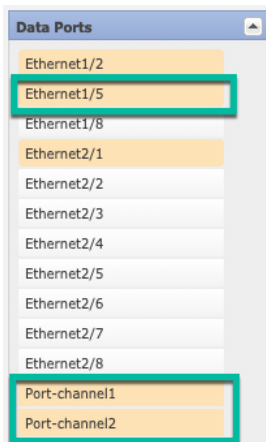 Data Ports
Ethernet1/2
Ethernet1/5
Ethernet1/8
Ethernet2/1
Ethernet2/2
Ethernet2/3
Ethernet2/4
Ethernet2/5
Ethernet2/6
Ethernet2/7
Ethernet2/8
Port-channel1
Port-channel2